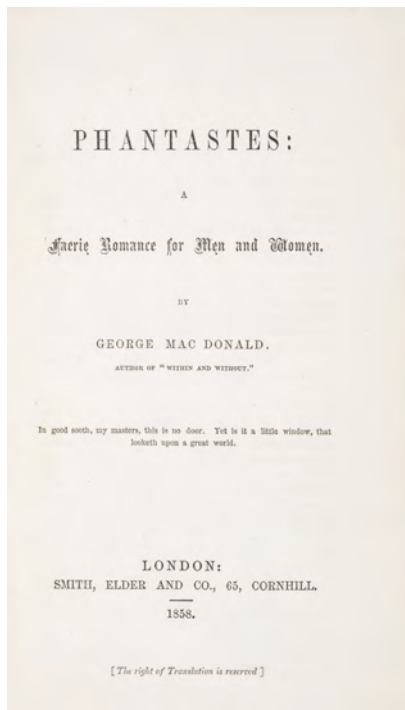 PHANTASTES:
A
Faerie Romance for Men and Women.
BY
GEORGE MAC DONALD.
AUTHOR OF "WITHIN AND WITHOUT."
In good sooth, my masters, this is no door. Yet is it a little window, that
looketh upon a great world.
LONDON:
SMITH, ELDER AND CO., 65, CORNHILL.
1858.
[The right of Translation is reserved]